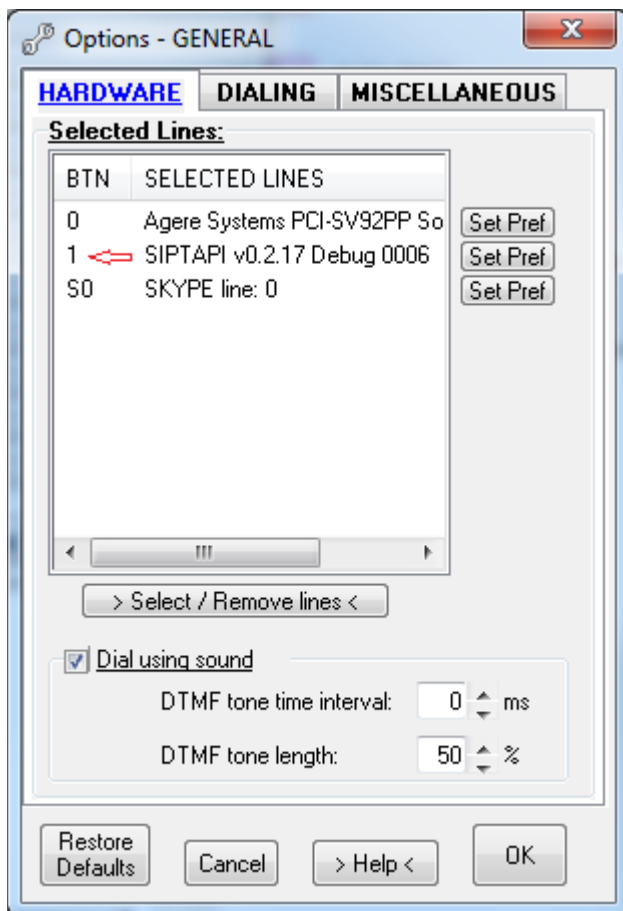 Options - GENERAL
HARDWARE DIALING MISCELLANEOUS
Selected Lines:
BTN SELECTED LINES
0 Agere Systems PCI-SV92PP So Set Pref
1 SIPTAPI v0.2.17 Debug 0006 Set Pref
S0 SKYPE line: 0 Set Pref
> Select / Remove lines <
Dial using sound
DTMF tone time interval: 0 ms
DTMF tone length: 50 %
Restore Defaults
Cancel
> Help <
OK